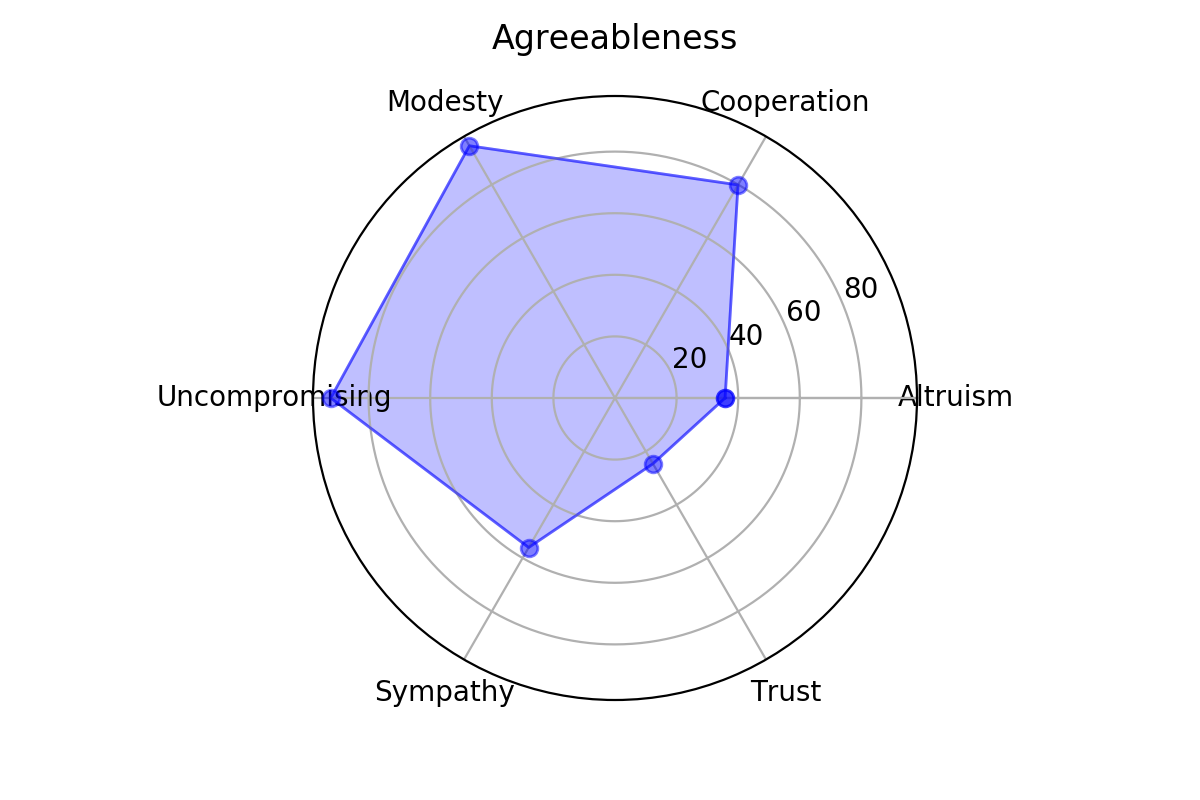 Agreeableness
Modesty
Cooperation
80
60
40
20
Uncompromising
Altruism
Sympathy
Trust